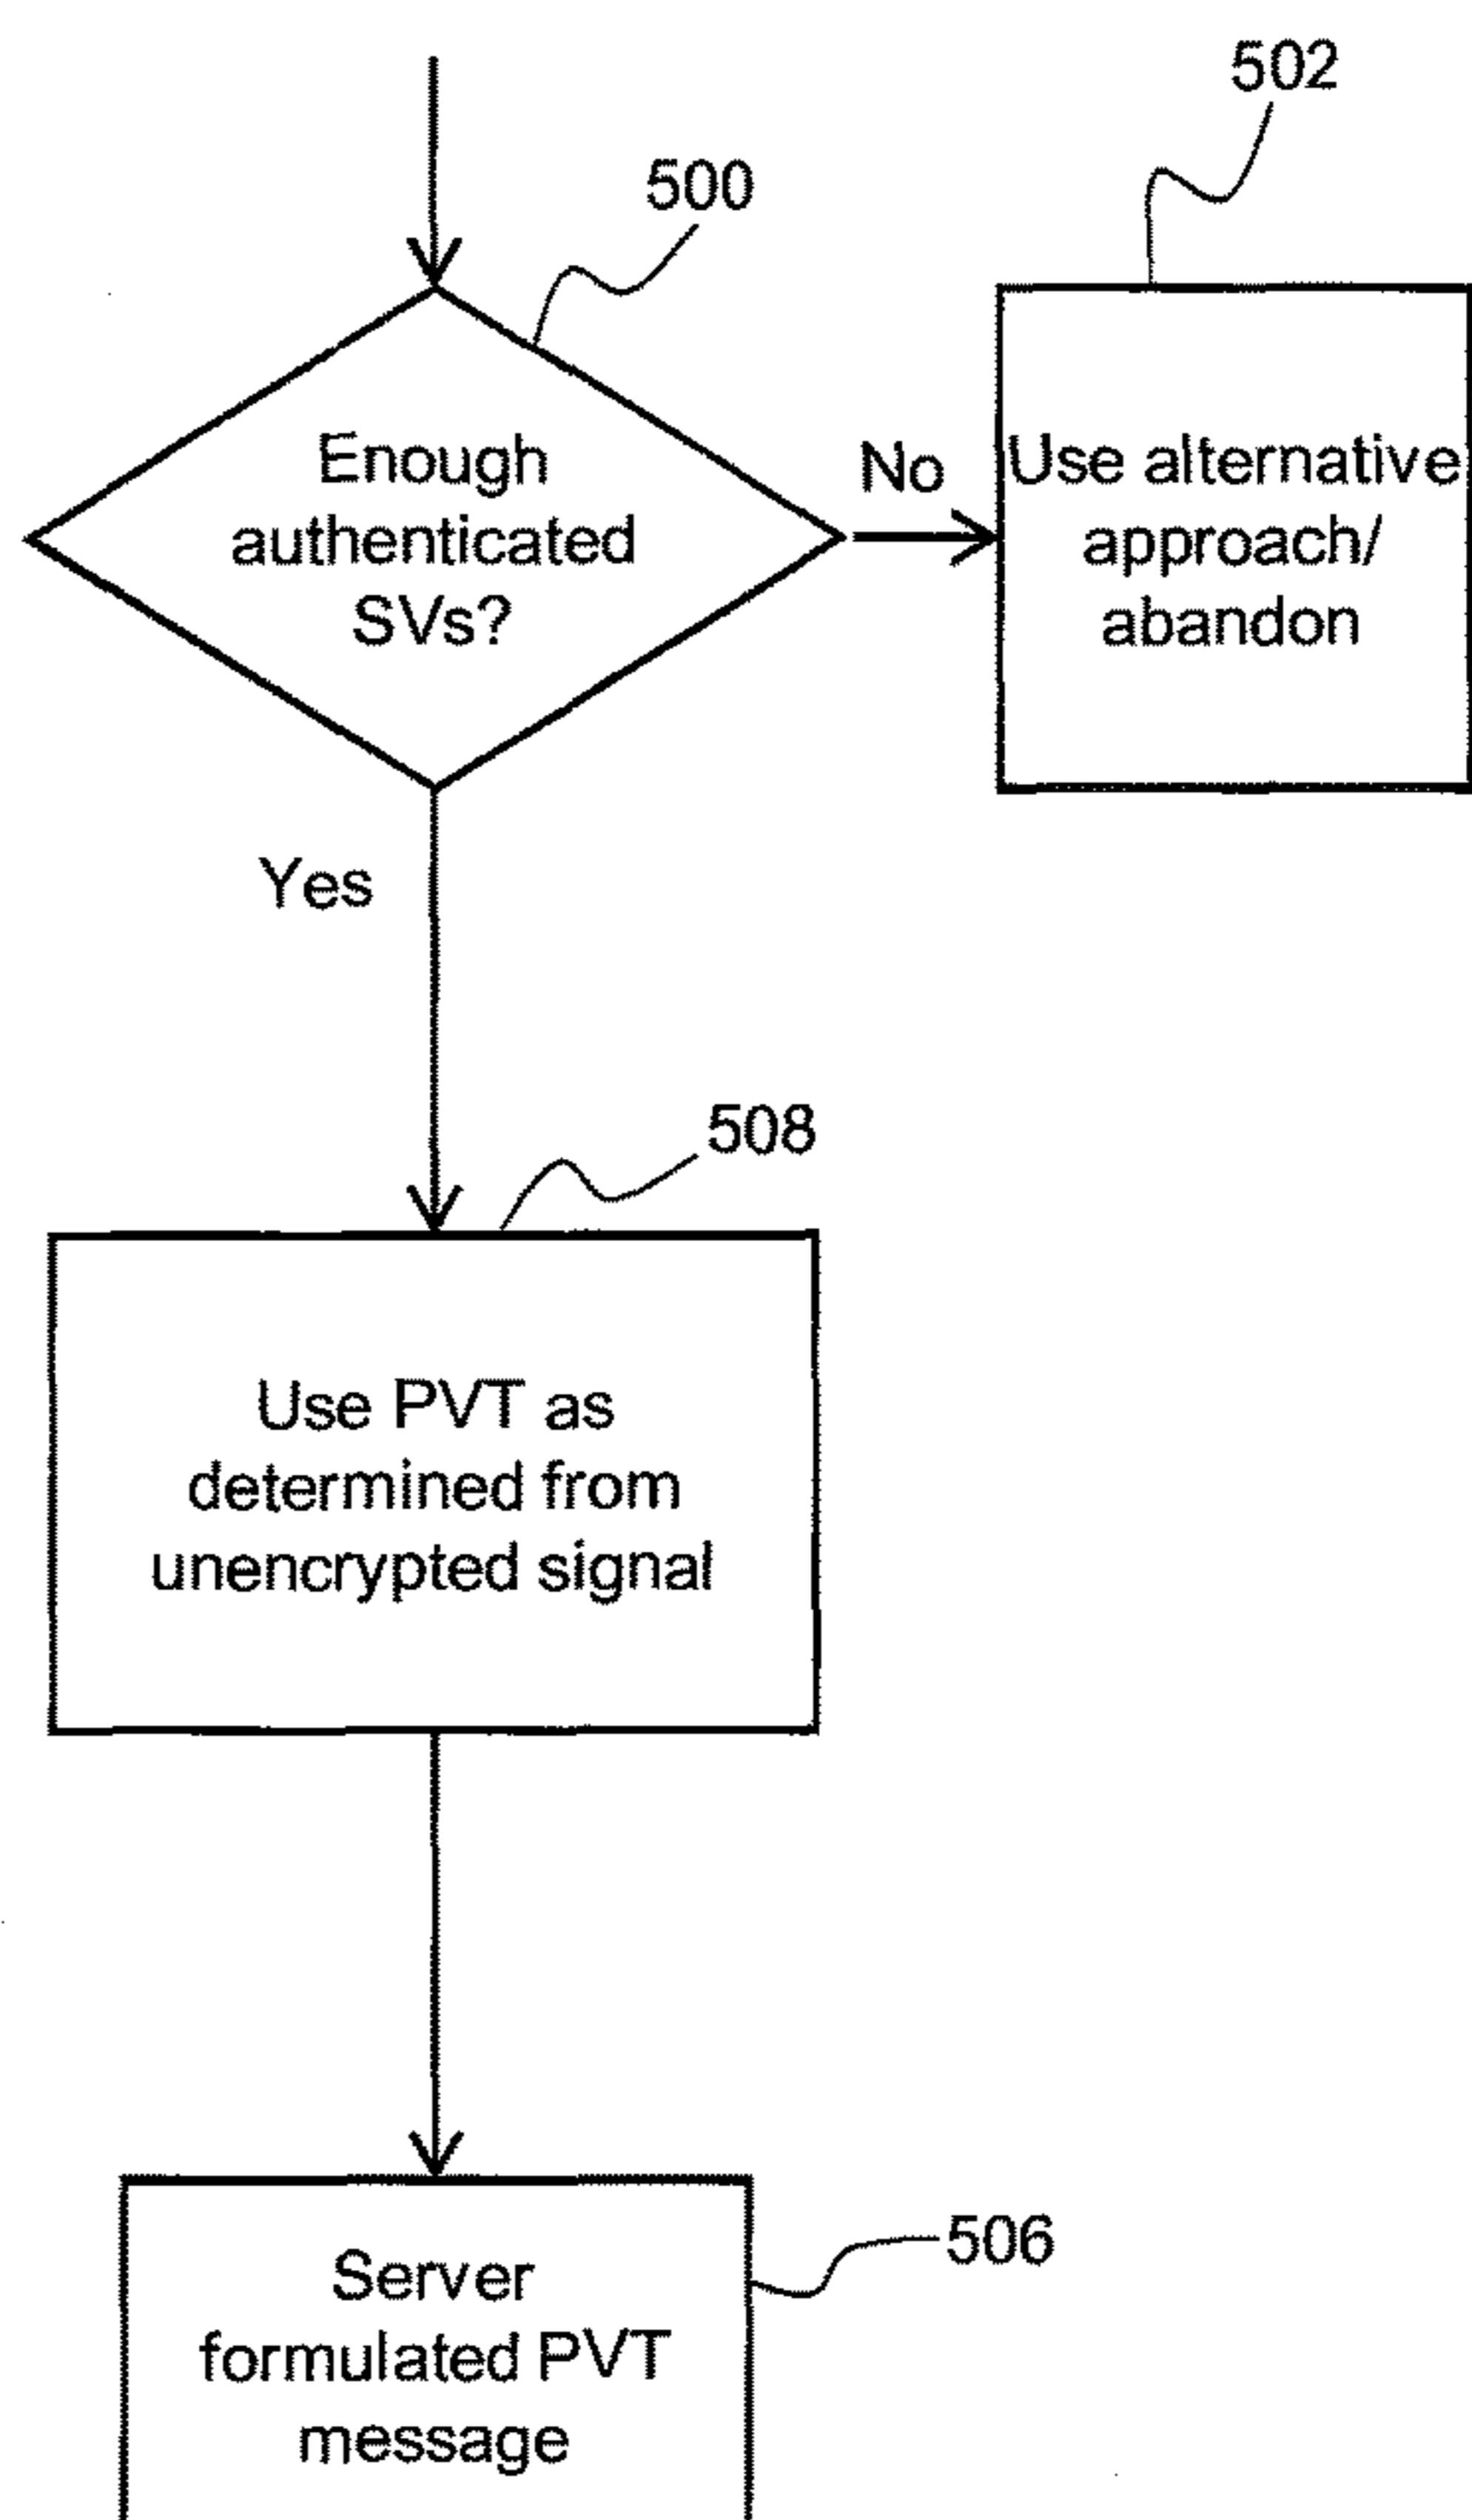 502
500
Enough
authenticated
SVs?
No
Use alternative
approach/
abandon
Yes
508
Use PVT as
determined from
unencrypted signal
506
Server
formulated PVT
message